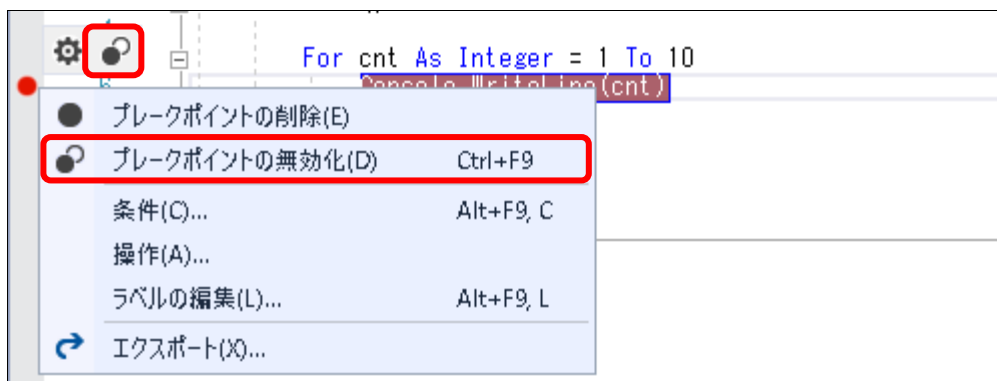 For cnt As Integer = 1 To 10
Console.WriteLine(cnt)
ブレークポイントの削除(E)
ブレークポイントの無効化(D) Ctrl+F9
条件(C)... Alt+F9, C
操作(A)...
ラベルの編集(L)... Alt+F9, L
エクスポート(X)...